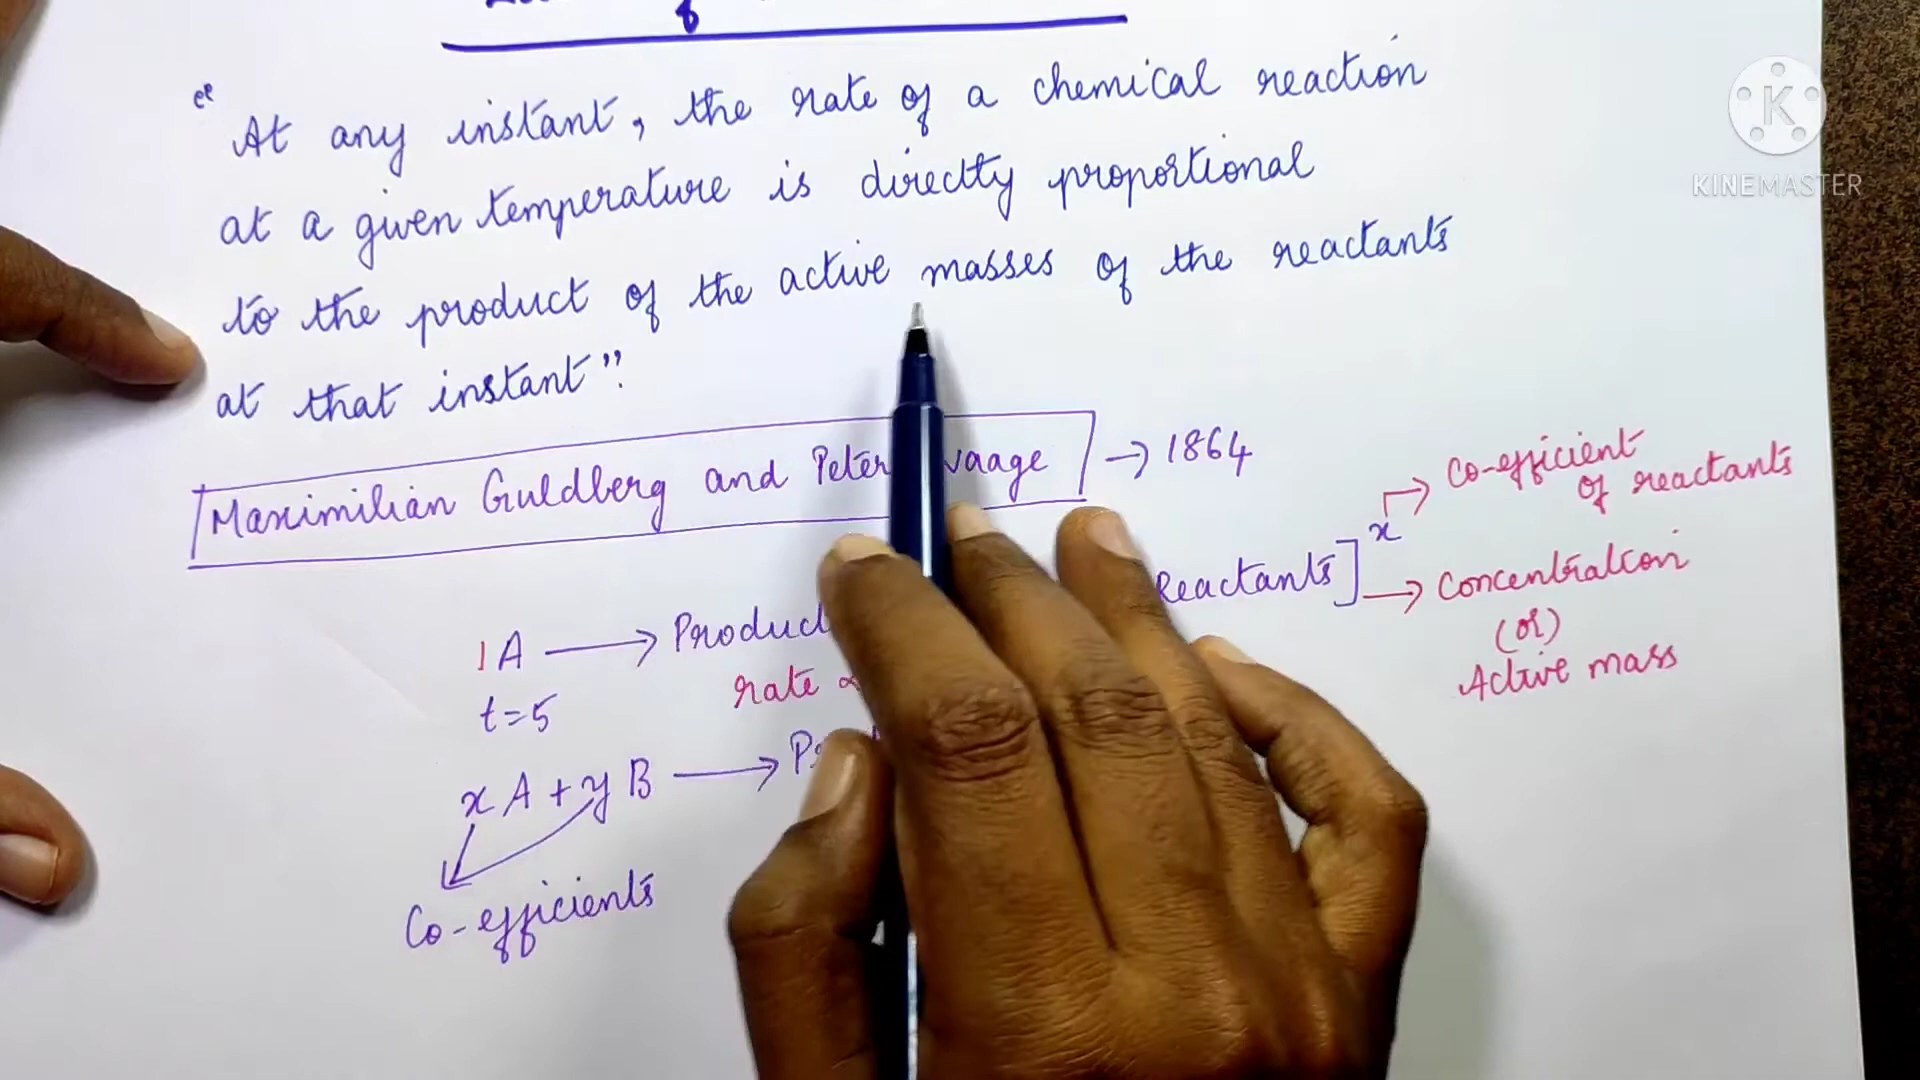 “At any instant, the rate of a chemical reaction
at a given temperature is directly proportional
to the product of the active masses of the reactants
at that instant”.
Maximilian Guldberg and Peter waage → 1864
Reactants]ˣ
Co-efficient
of reactants
Concentration
(or)
Active mass
1A → Product
t=5
rate ∝
xA + yB →
Co-efficients
KINEMASTER